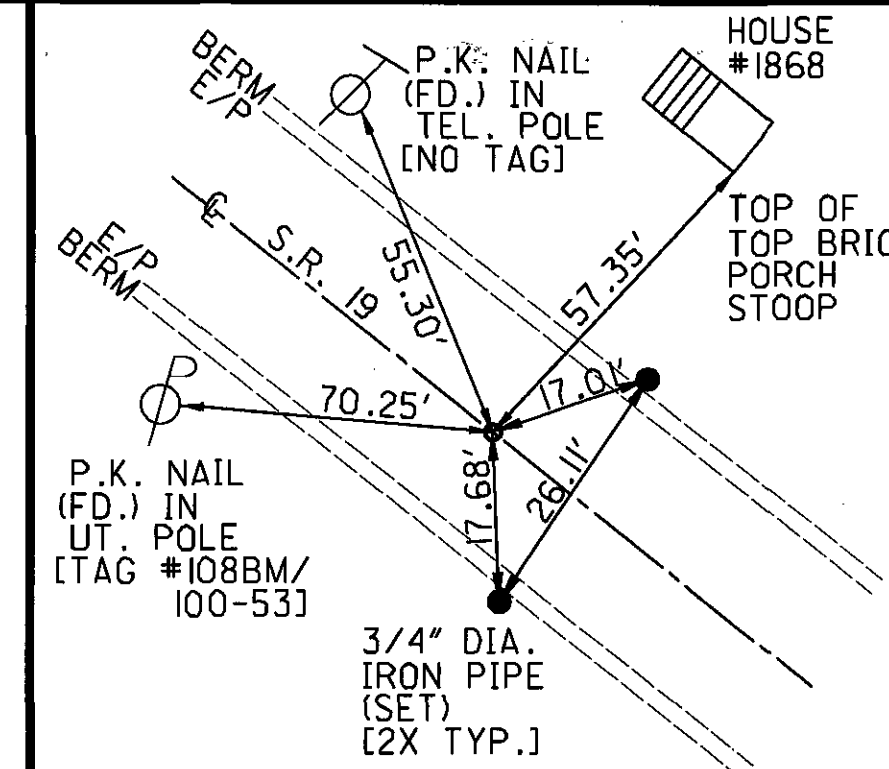 HOUSE
#1868
BERM
E/P
P.K. NAIL
(FD.) IN
TEL. POLE
[NO TAG]
TOP OF
TOP BRIC
PORCH
STOOP
℄ S.R. 19
E/P
BERM
55.30'
57.35'
17.01'
70.25'
17.68'
26.11'
P.K. NAIL
(FD.) IN
UT. POLE
[TAG #108BM/
100-53]
3/4" DIA.
IRON PIPE
(SET)
[2X TYP.]